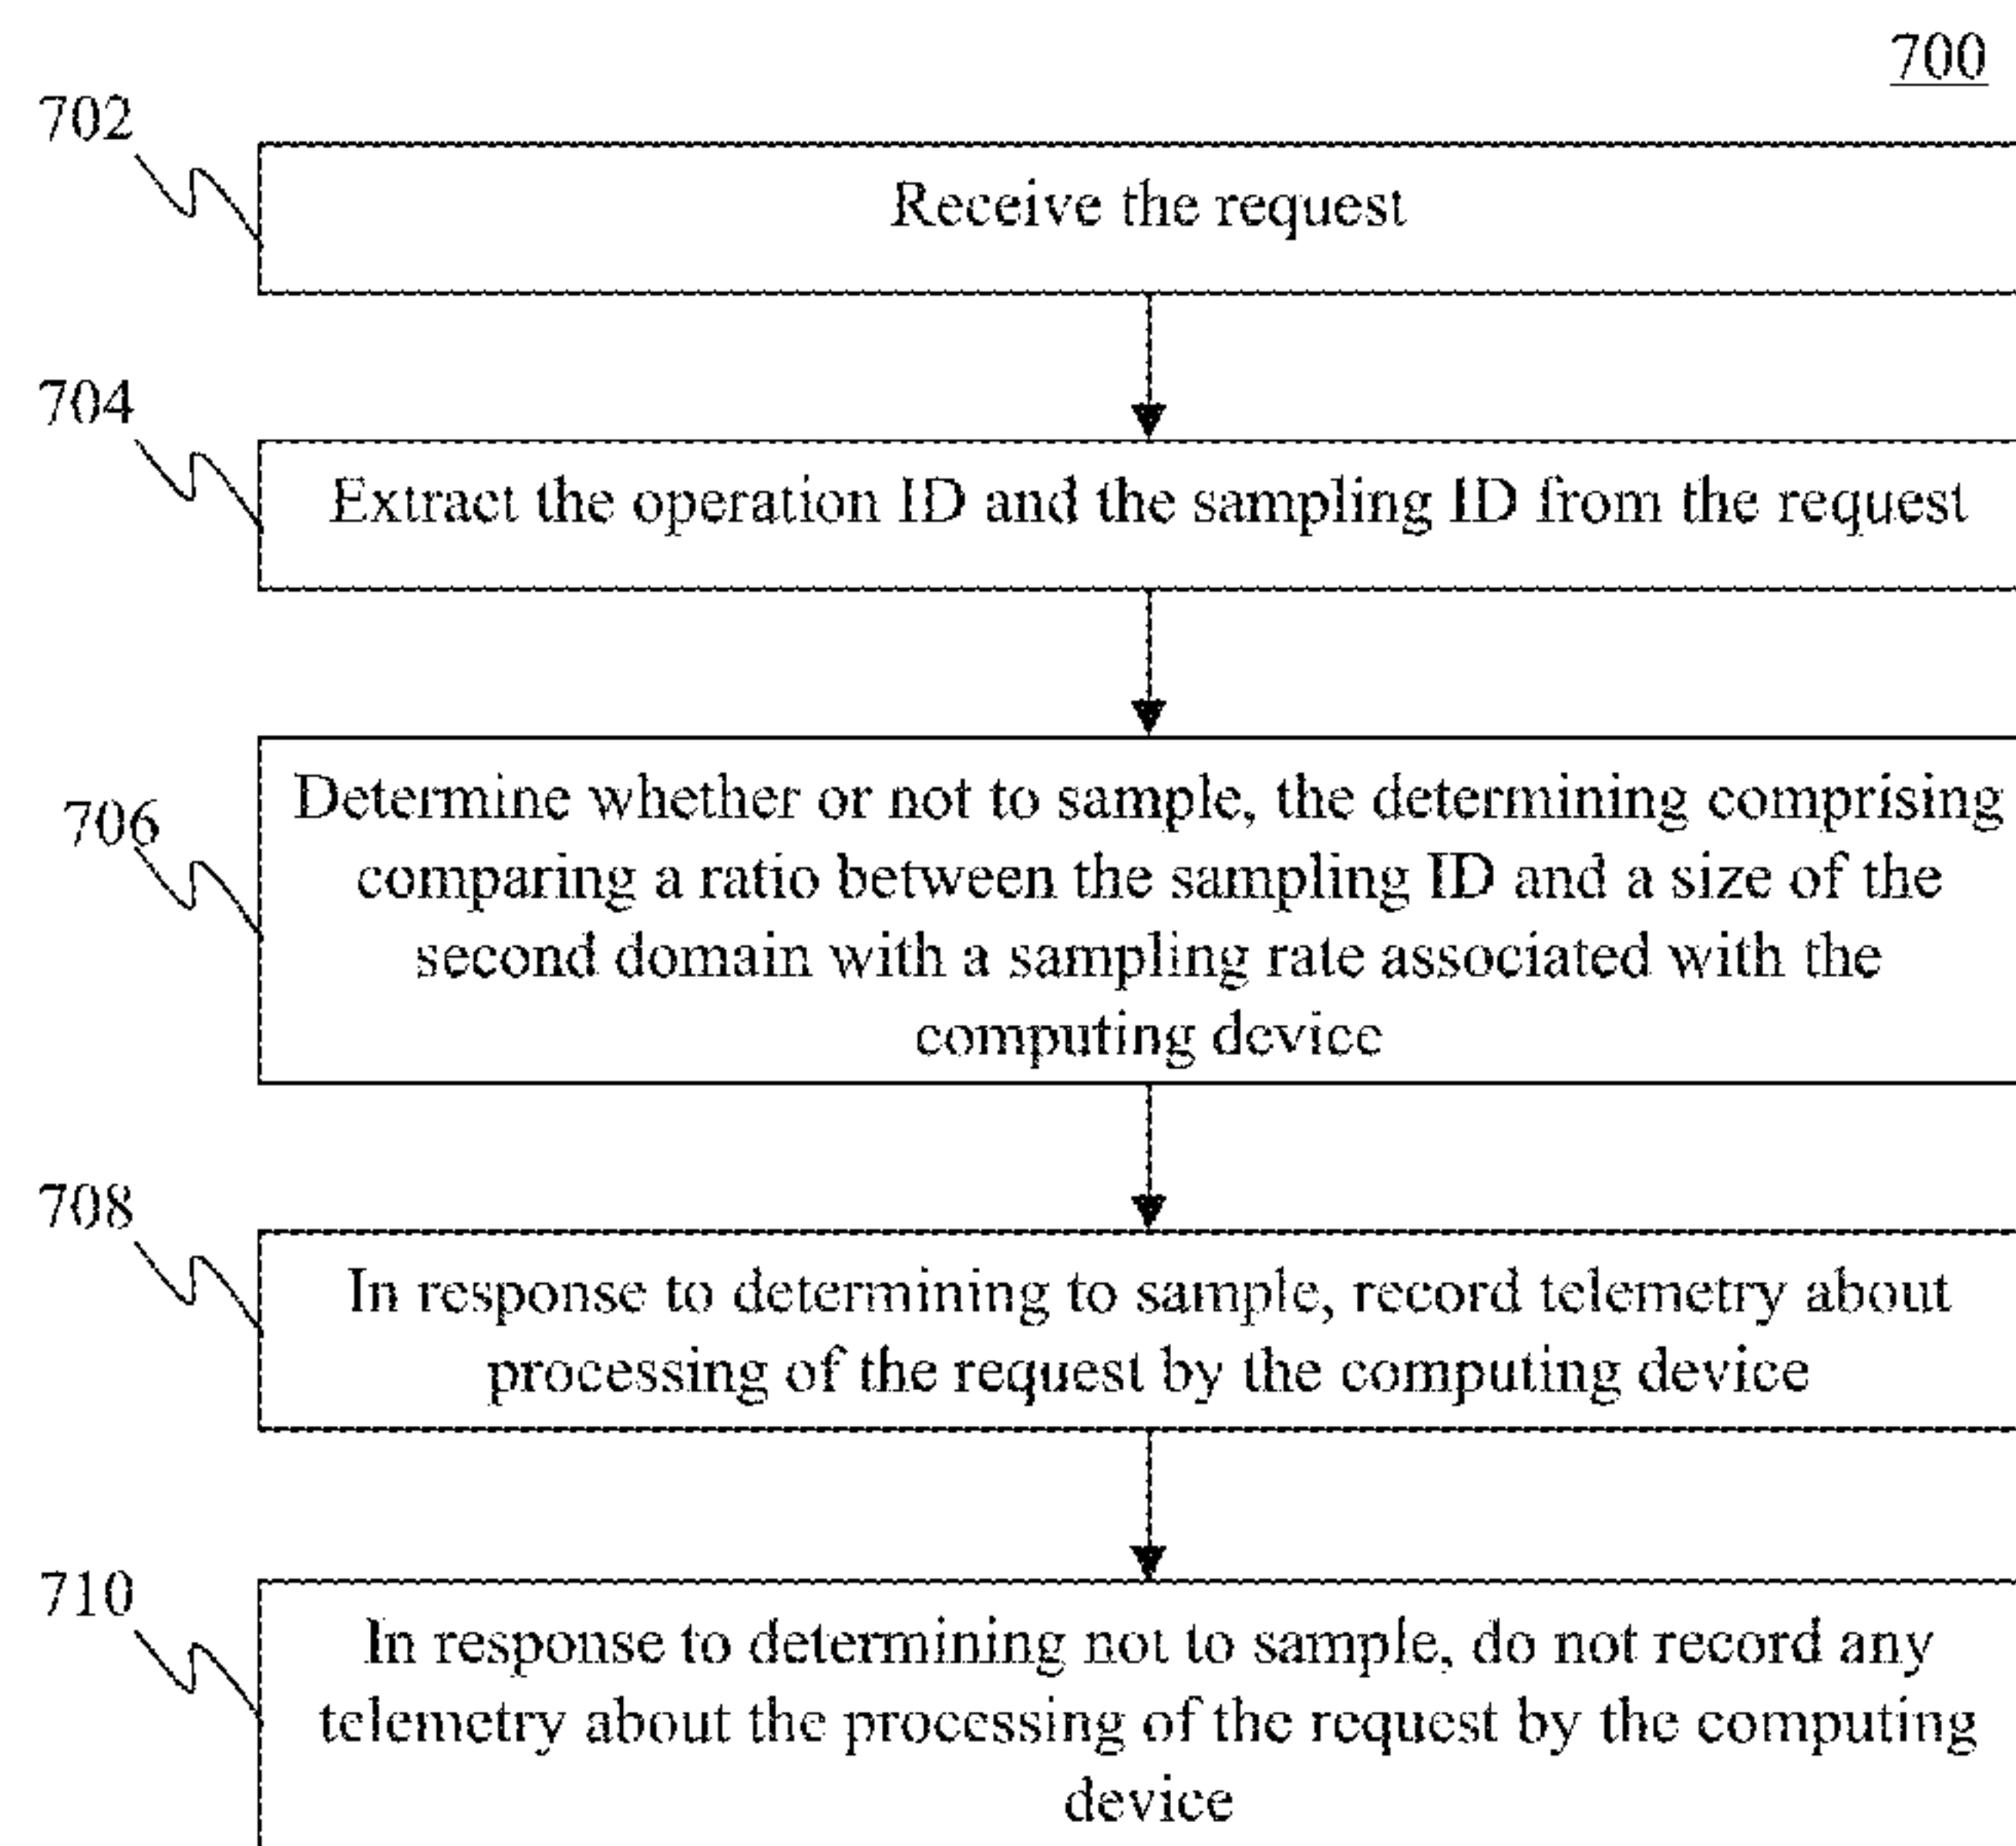 700
702
Receive the request
704
Extract the operation ID and the sampling ID from the request
706
Determine whether or not to sample, the determining comprising
comparing a ratio between the sampling ID and a size of the
second domain with a sampling rate associated with the
computing device
708
In response to determining to sample, record telemetry about
processing of the request by the computing device
710
In response to determining not to sample, do not record any
telemetry about the processing of the request by the computing
device